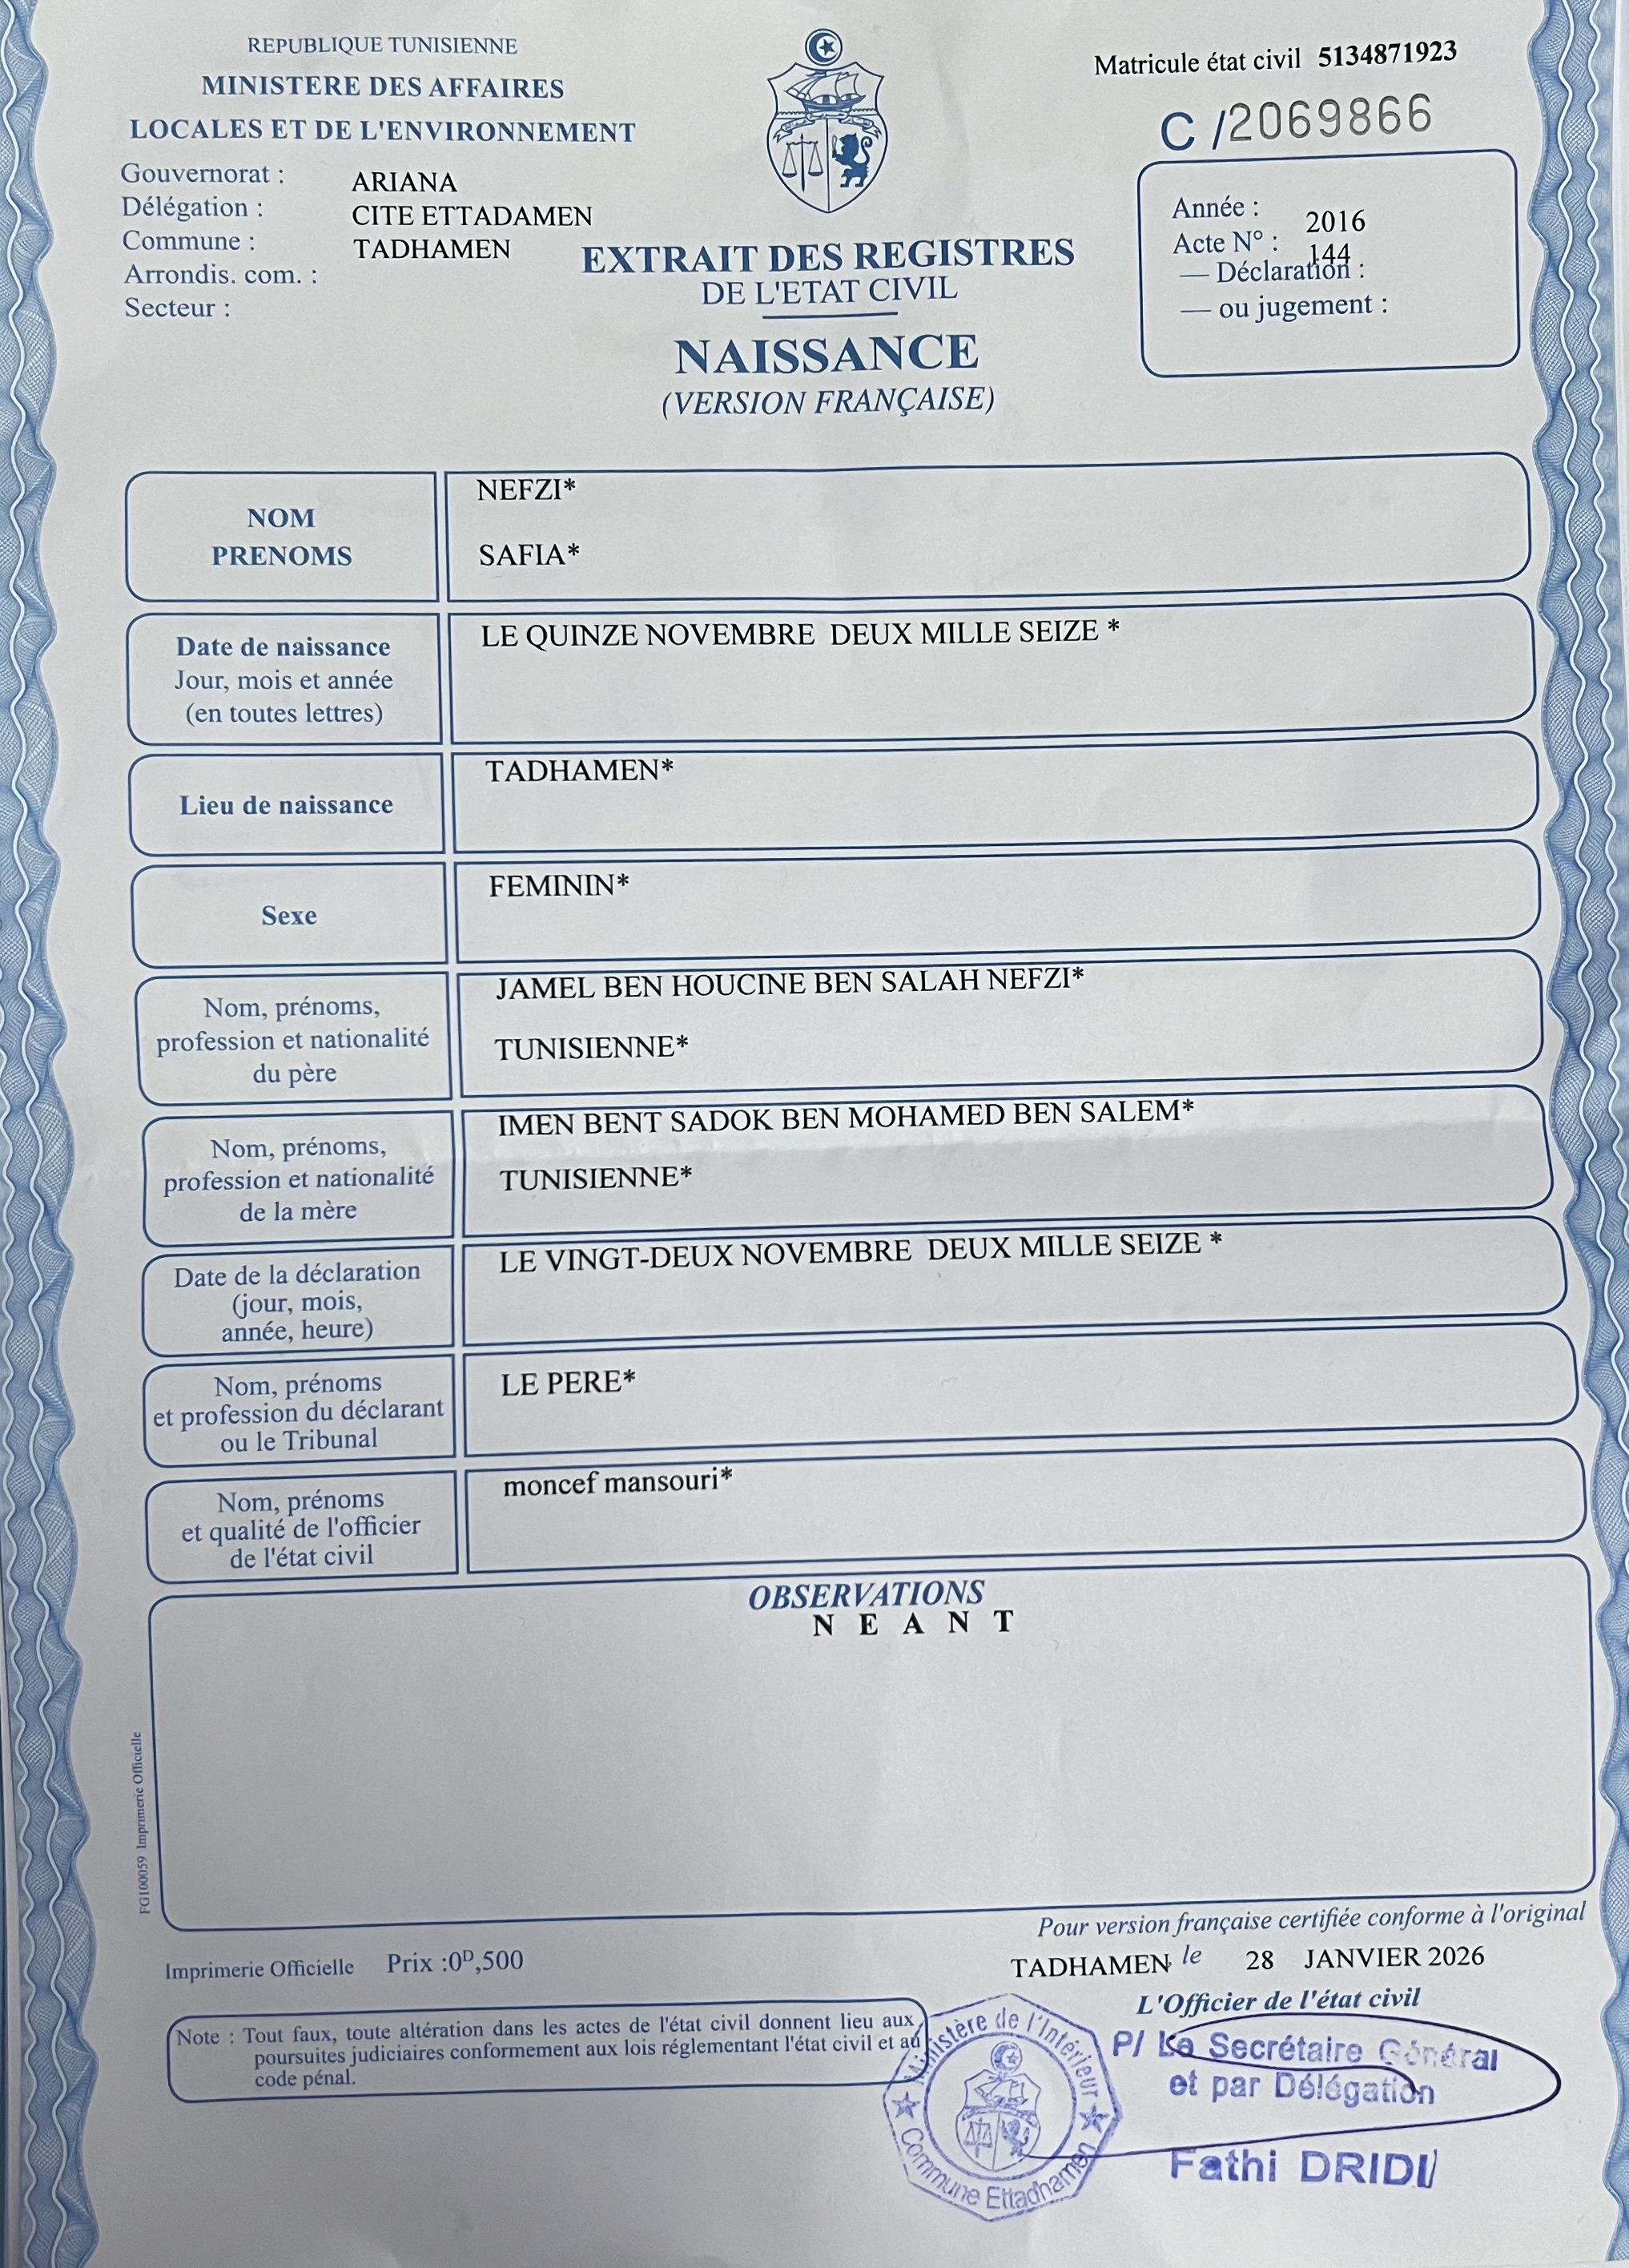 REPUBLIQUE TUNISIENNE
MINISTERE DES AFFAIRES
LOCALES ET DE L'ENVIRONNEMENT
Gouvernorat : ARIANA
Délégation : CITE ETTADAMEN
Commune : TADHAMEN
Arrondis. com. :
Secteur :
Matricule état civil 5134871923
C /2069866
Année : 2016
Acte N° : 144
— Déclaration :
— ou jugement :
EXTRAIT DES REGISTRES
DE L'ETAT CIVIL
NAISSANCE
(VERSION FRANÇAISE)
NOM
PRENOMS
NEFZI*
SAFIA*
Date de naissance
Jour, mois et année
(en toutes lettres)
LE QUINZE NOVEMBRE DEUX MILLE SEIZE *
Lieu de naissance
TADHAMEN*
Sexe
FEMININ*
Nom, prénoms,
profession et nationalité
du père
JAMEL BEN HOUCINE BEN SALAH NEFZI*
TUNISIENNE*
Nom, prénoms,
profession et nationalité
de la mère
IMEN BENT SADOK BEN MOHAMED BEN SALEM*
TUNISIENNE*
Date de la déclaration
(jour, mois,
année, heure)
LE VINGT-DEUX NOVEMBRE DEUX MILLE SEIZE *
Nom, prénoms
et profession du déclarant
ou le Tribunal
LE PERE*
Nom, prénoms
et qualité de l'officier
de l'état civil
moncef mansouri*
OBSERVATIONS
N E A N T
FG100059 Imprimerie Officielle
Pour version française certifiée conforme à l'original
Imprimerie Officielle Prix :0D,500
TADHAMEN, le 28 JANVIER 2026
L'Officier de l'état civil
Note : Tout faux, toute altération dans les actes de l'état civil donnent lieu aux
poursuites judiciaires conformement aux lois réglementant l'état civil et au
code pénal.
Ministère de l'Intérieur
Commune Ettadhamen
P/ Le Secrétaire Général
et par Délégation
Fathi DRIDI